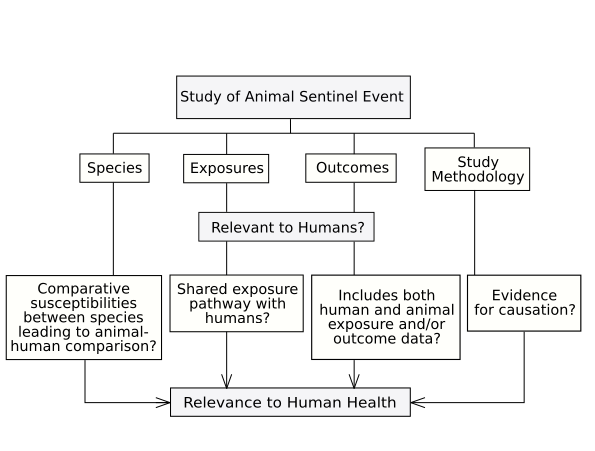 Study of Animal Sentinel Event
Species
Exposures
Outcomes
Study
Methodology
Relevant to Humans?
Comparative
susceptibilities
between species
leading to animal-
human comparison?
Shared exposure
pathway with
humans?
Includes both
human and animal
exposure and/or
outcome data?
Evidence
for causation?
Relevance to Human Health